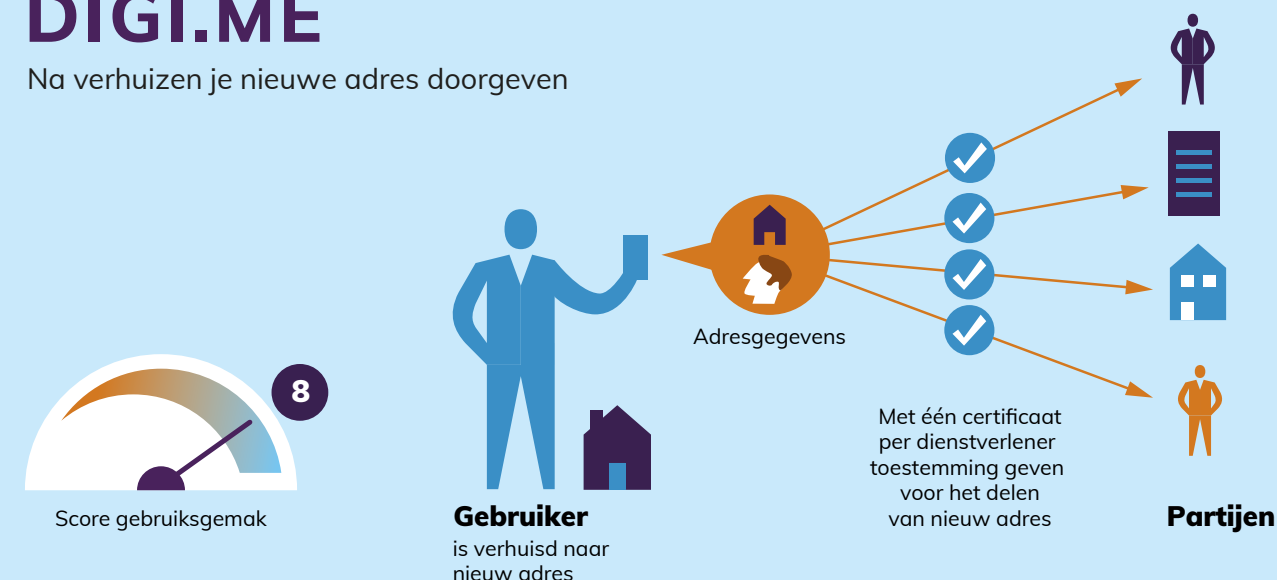 DIGI.ME
Na verhuizen je nieuwe adres doorgeven
8
Score gebruiksgemak
Gebruiker
is verhuisd naar
nieuw adres
Adresgegevens
Met één certificaat
per dienstverlener
toestemming geven
voor het delen
van nieuw adres
Partijen